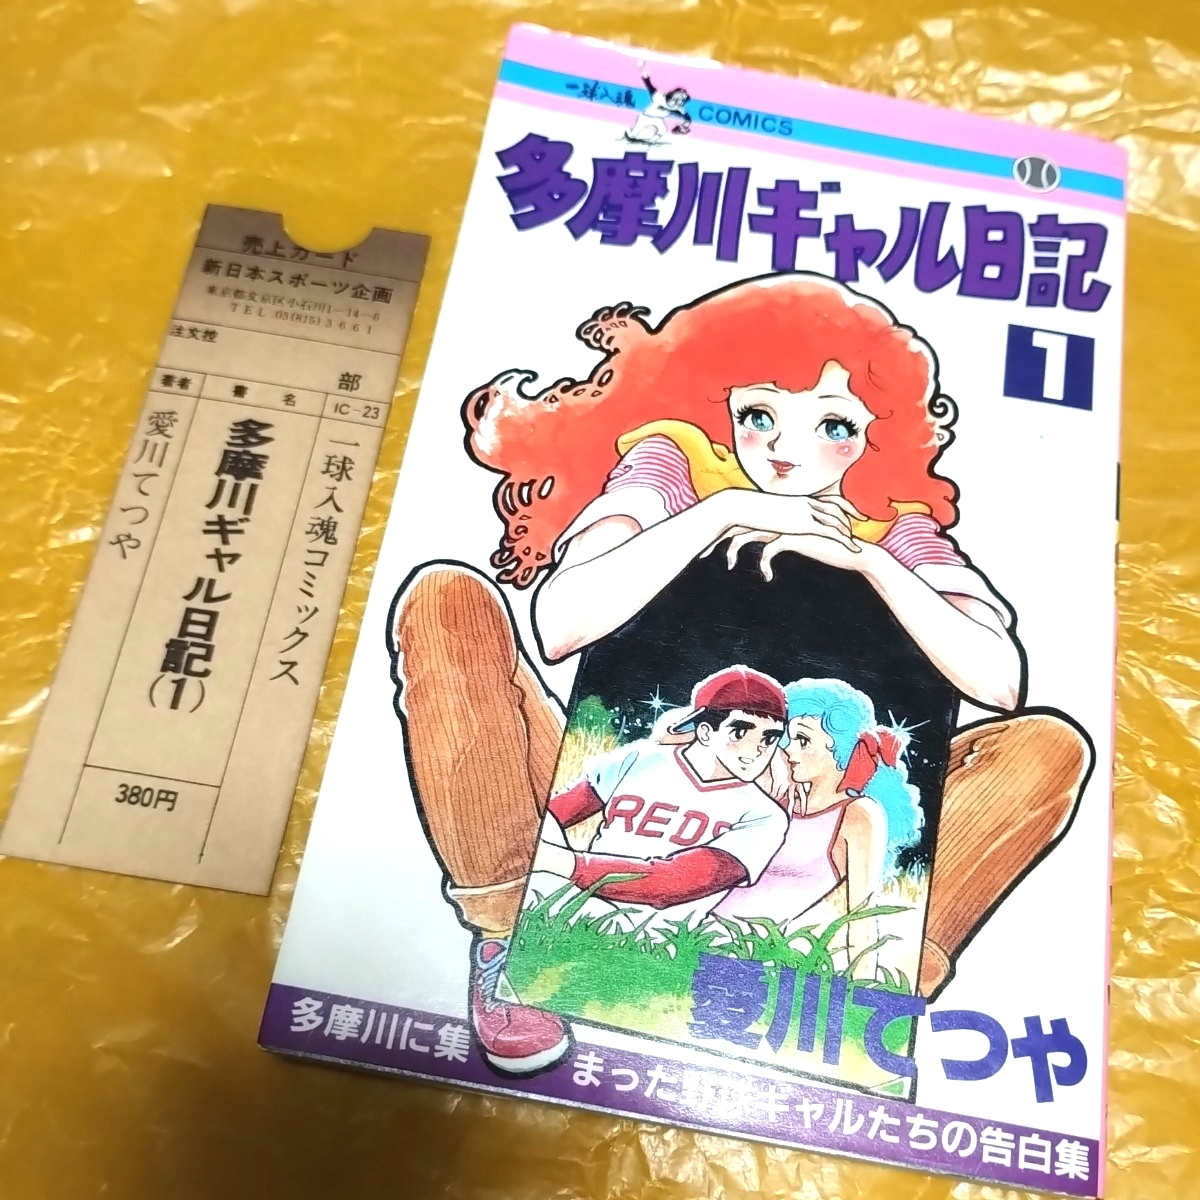 一球入魂 COMICS
多摩川ギャル日記
1
REDS
愛川てつや
多摩川に集まった野球ギャルたちの告白集
売上カード
新日本スポーツ企画
東京都文京区小石川1-14-6
TEL 03(815)3661
注文数
部
著者
書名
IC-23
愛川てつや
多摩川ギャル日記(1)
一球入魂コミックス
380円